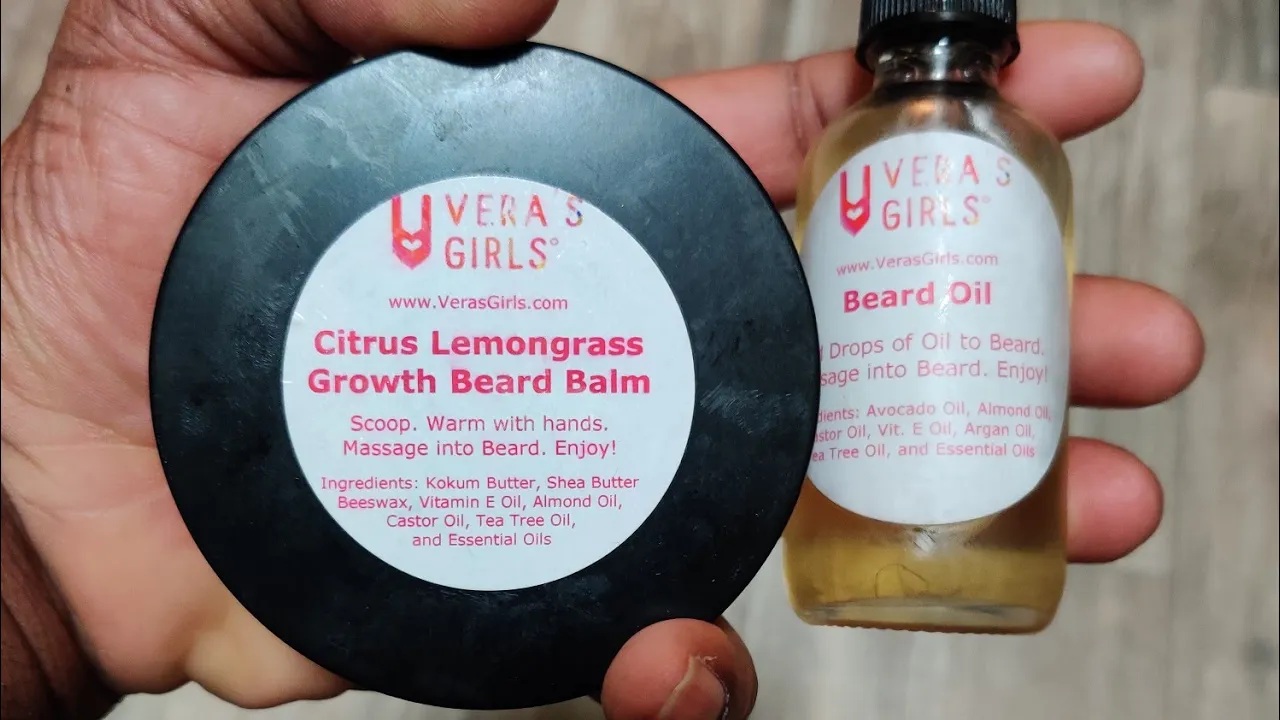 VERA'S
GIRLS
www.VerasGirls.com
Citrus Lemongrass
Growth Beard Balm
Scoop. Warm with hands.
Massage into Beard. Enjoy!
Ingredients: Kokum Butter, Shea Butter
Beeswax, Vitamin E Oil, Almond Oil,
Castor Oil, Tea Tree Oil,
and Essential Oils
VERA'S
GIRLS
www.VerasGirls.com
Beard Oil
Drops of Oil to Beard.
into Beard. Enjoy!
Avocado Oil, Almond Oil,
Oil, Vit. E Oil, Argan Oil,
Tree Oil, and Essential Oils